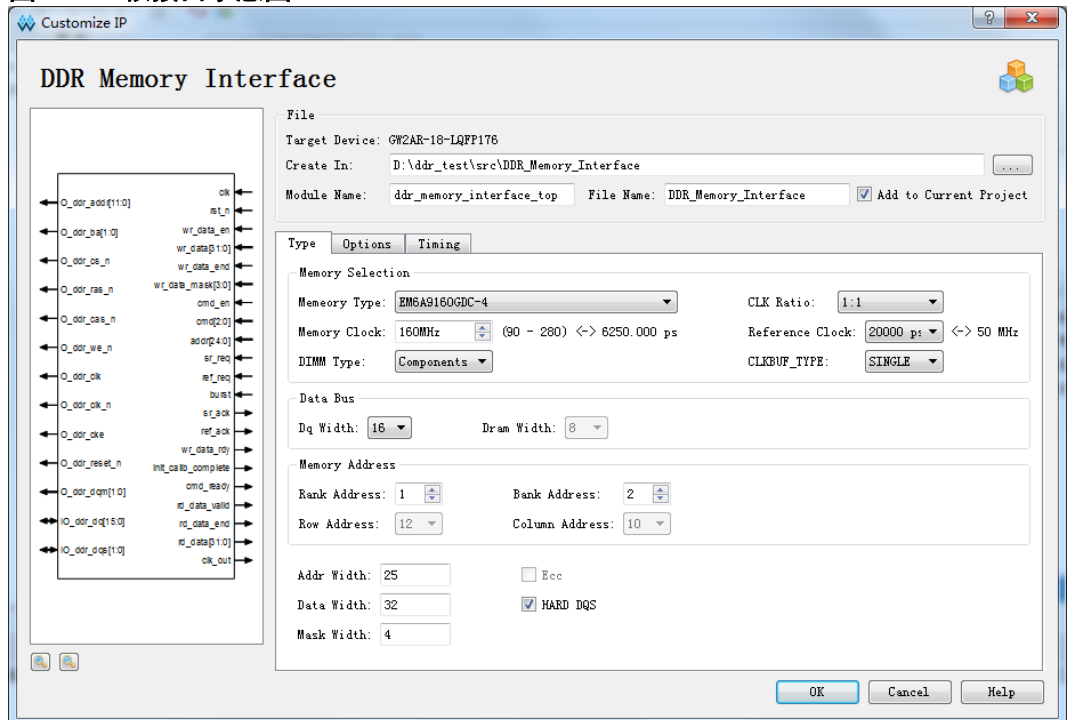 Customize IP
DDR Memory Interface
File
Target Device: GW2AR-18-LQFP176
Create In: D:\ddr_test\src\DDR_Memory_Interface ...
Module Name: ddr_memory_interface_top File Name: DDR_Memory_Interface Add to Current Project
Type Options Timing
Memory Selection
Memeory Type: EM6A9160GDC-4 CLK Ratio: 1:1
Memory Clock: 160MHz (90 - 280) <-> 6250.000 ps Reference Clock: 20000 ps <-> 50 MHz
DIMM Type: Components CLKBUF_TYPE: SINGLE
Data Bus
Dq Width: 16 Dram Width: 8
Memory Address
Rank Address: 1 Bank Address: 2
Row Address: 12 Column Address: 10
Addr Width: 25 Ecc
Data Width: 32 HARD DQS
Mask Width: 4
O_ddr_addr[11:0]
O_ddr_ba[1:0]
O_ddr_cs_n
O_ddr_ras_n
O_ddr_cas_n
O_ddr_we_n
O_ddr_clk
O_ddr_clk_n
O_ddr_cke
O_ddr_reset_n
O_ddr_dqm[1:0]
IO_ddr_dq[15:0]
IO_ddr_dqs[1:0]
clk
rst_n
wr_data_en
wr_data[31:0]
wr_data_end
wr_data_mask[3:0]
cmd_en
cmd[2:0]
addr[24:0]
sr_req
ref_req
burst
sr_ack
ref_ack
wr_data_rdy
init_calib_complete
cmd_ready
rd_data_valid
rd_data_end
rd_data[31:0]
clk_out
OK Cancel Help